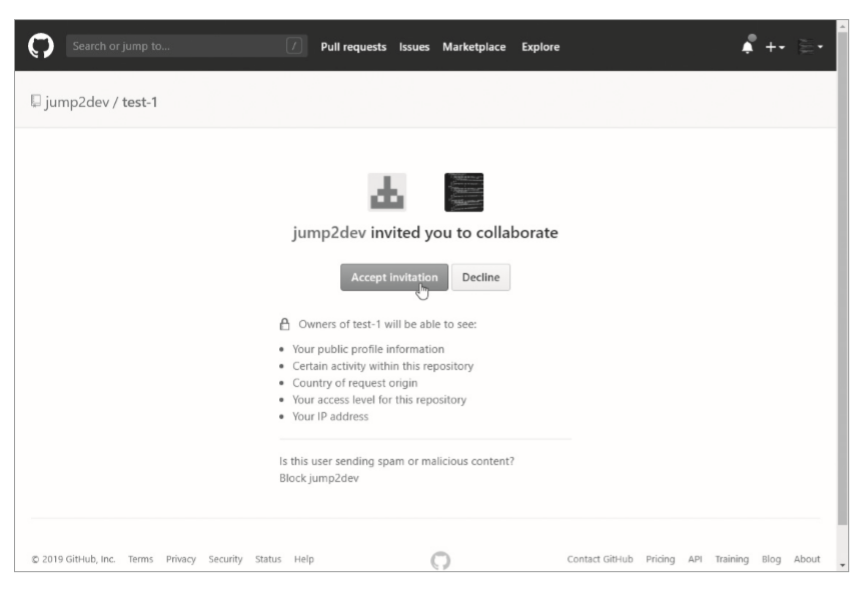 Search or jump to... / Pull requests Issues Marketplace Explore
jump2dev / test-1
jump2dev invited you to collaborate
Accept invitation Decline
Owners of test-1 will be able to see:
• Your public profile information
• Certain activity within this repository
• Country of request origin
• Your access level for this repository
• Your IP address
Is this user sending spam or malicious content?
Block jump2dev
© 2019 GitHub, Inc. Terms Privacy Security Status Help Contact GitHub Pricing API Training Blog About